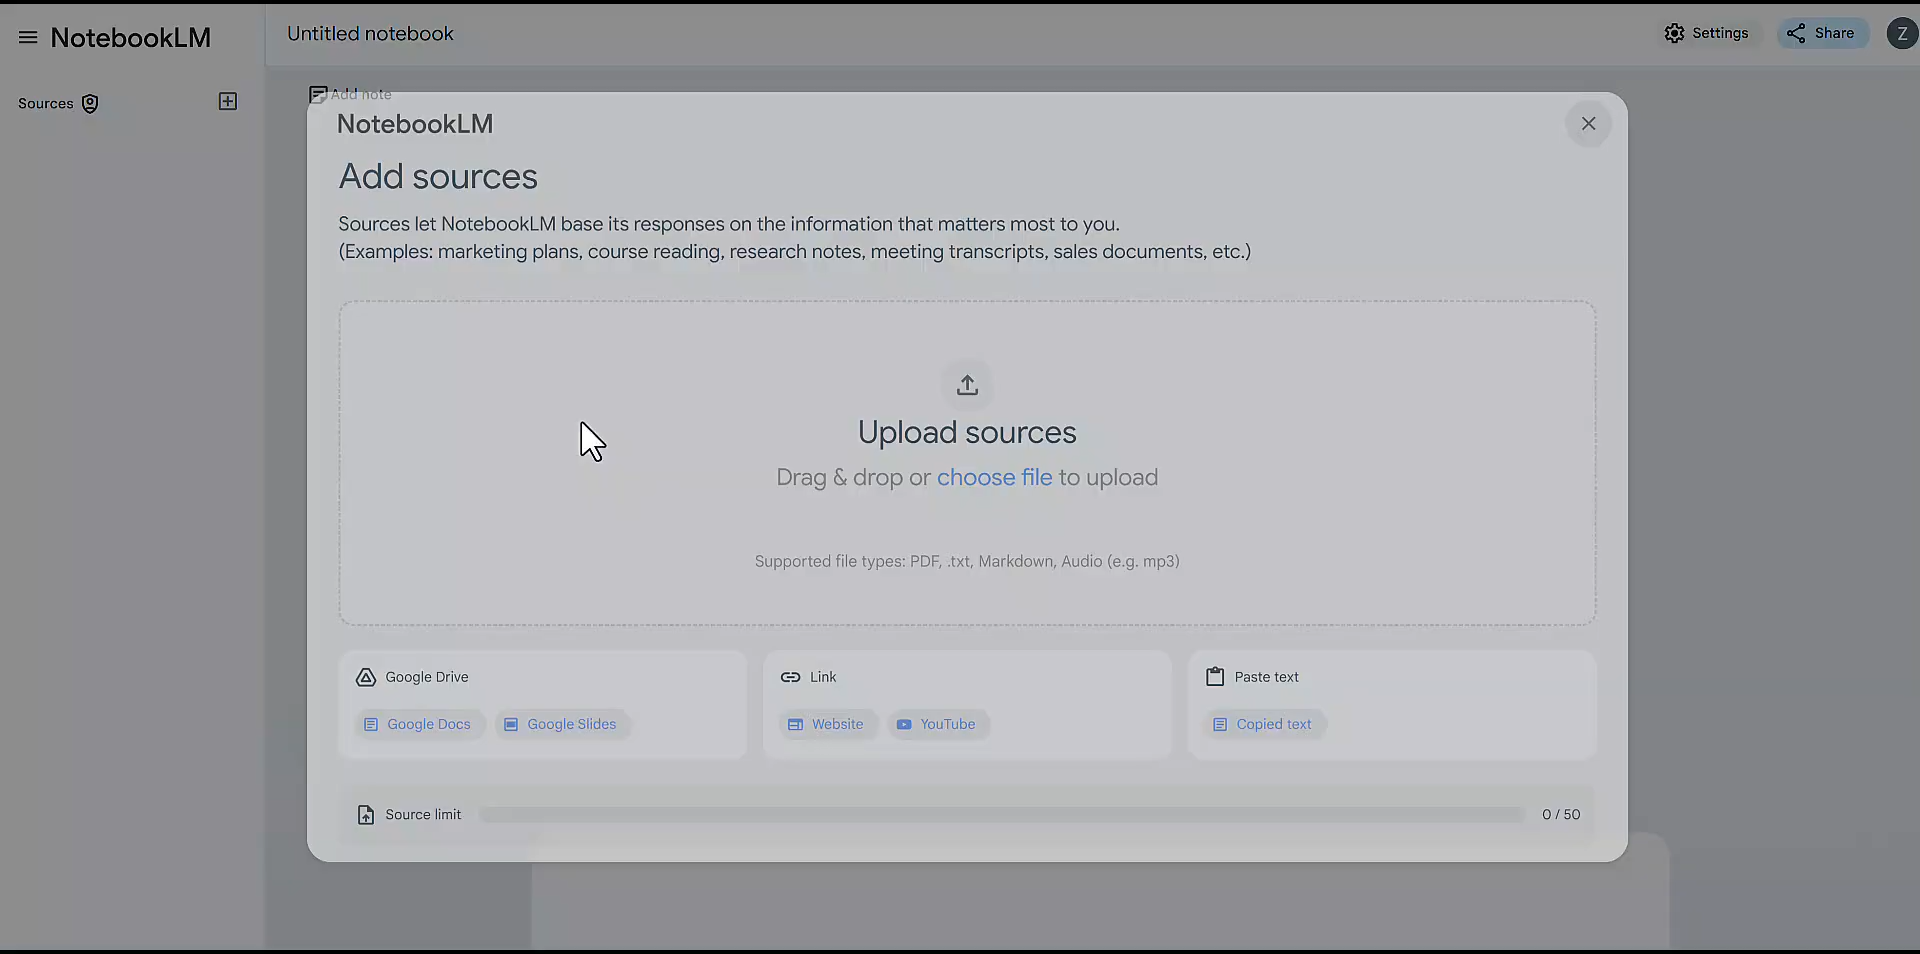 NotebookLM
Untitled notebook
Settings
Share
Z
Sources
Add note
NotebookLM
Add sources
Sources let NotebookLM base its responses on the information that matters most to you.
(Examples: marketing plans, course reading, research notes, meeting transcripts, sales documents, etc.)
Upload sources
Drag & drop or choose file to upload
Supported file types: PDF, .txt, Markdown, Audio (e.g. mp3)
Google Drive
Google Docs
Google Slides
Link
Website
YouTube
Paste text
Copied text
Source limit
0 / 50